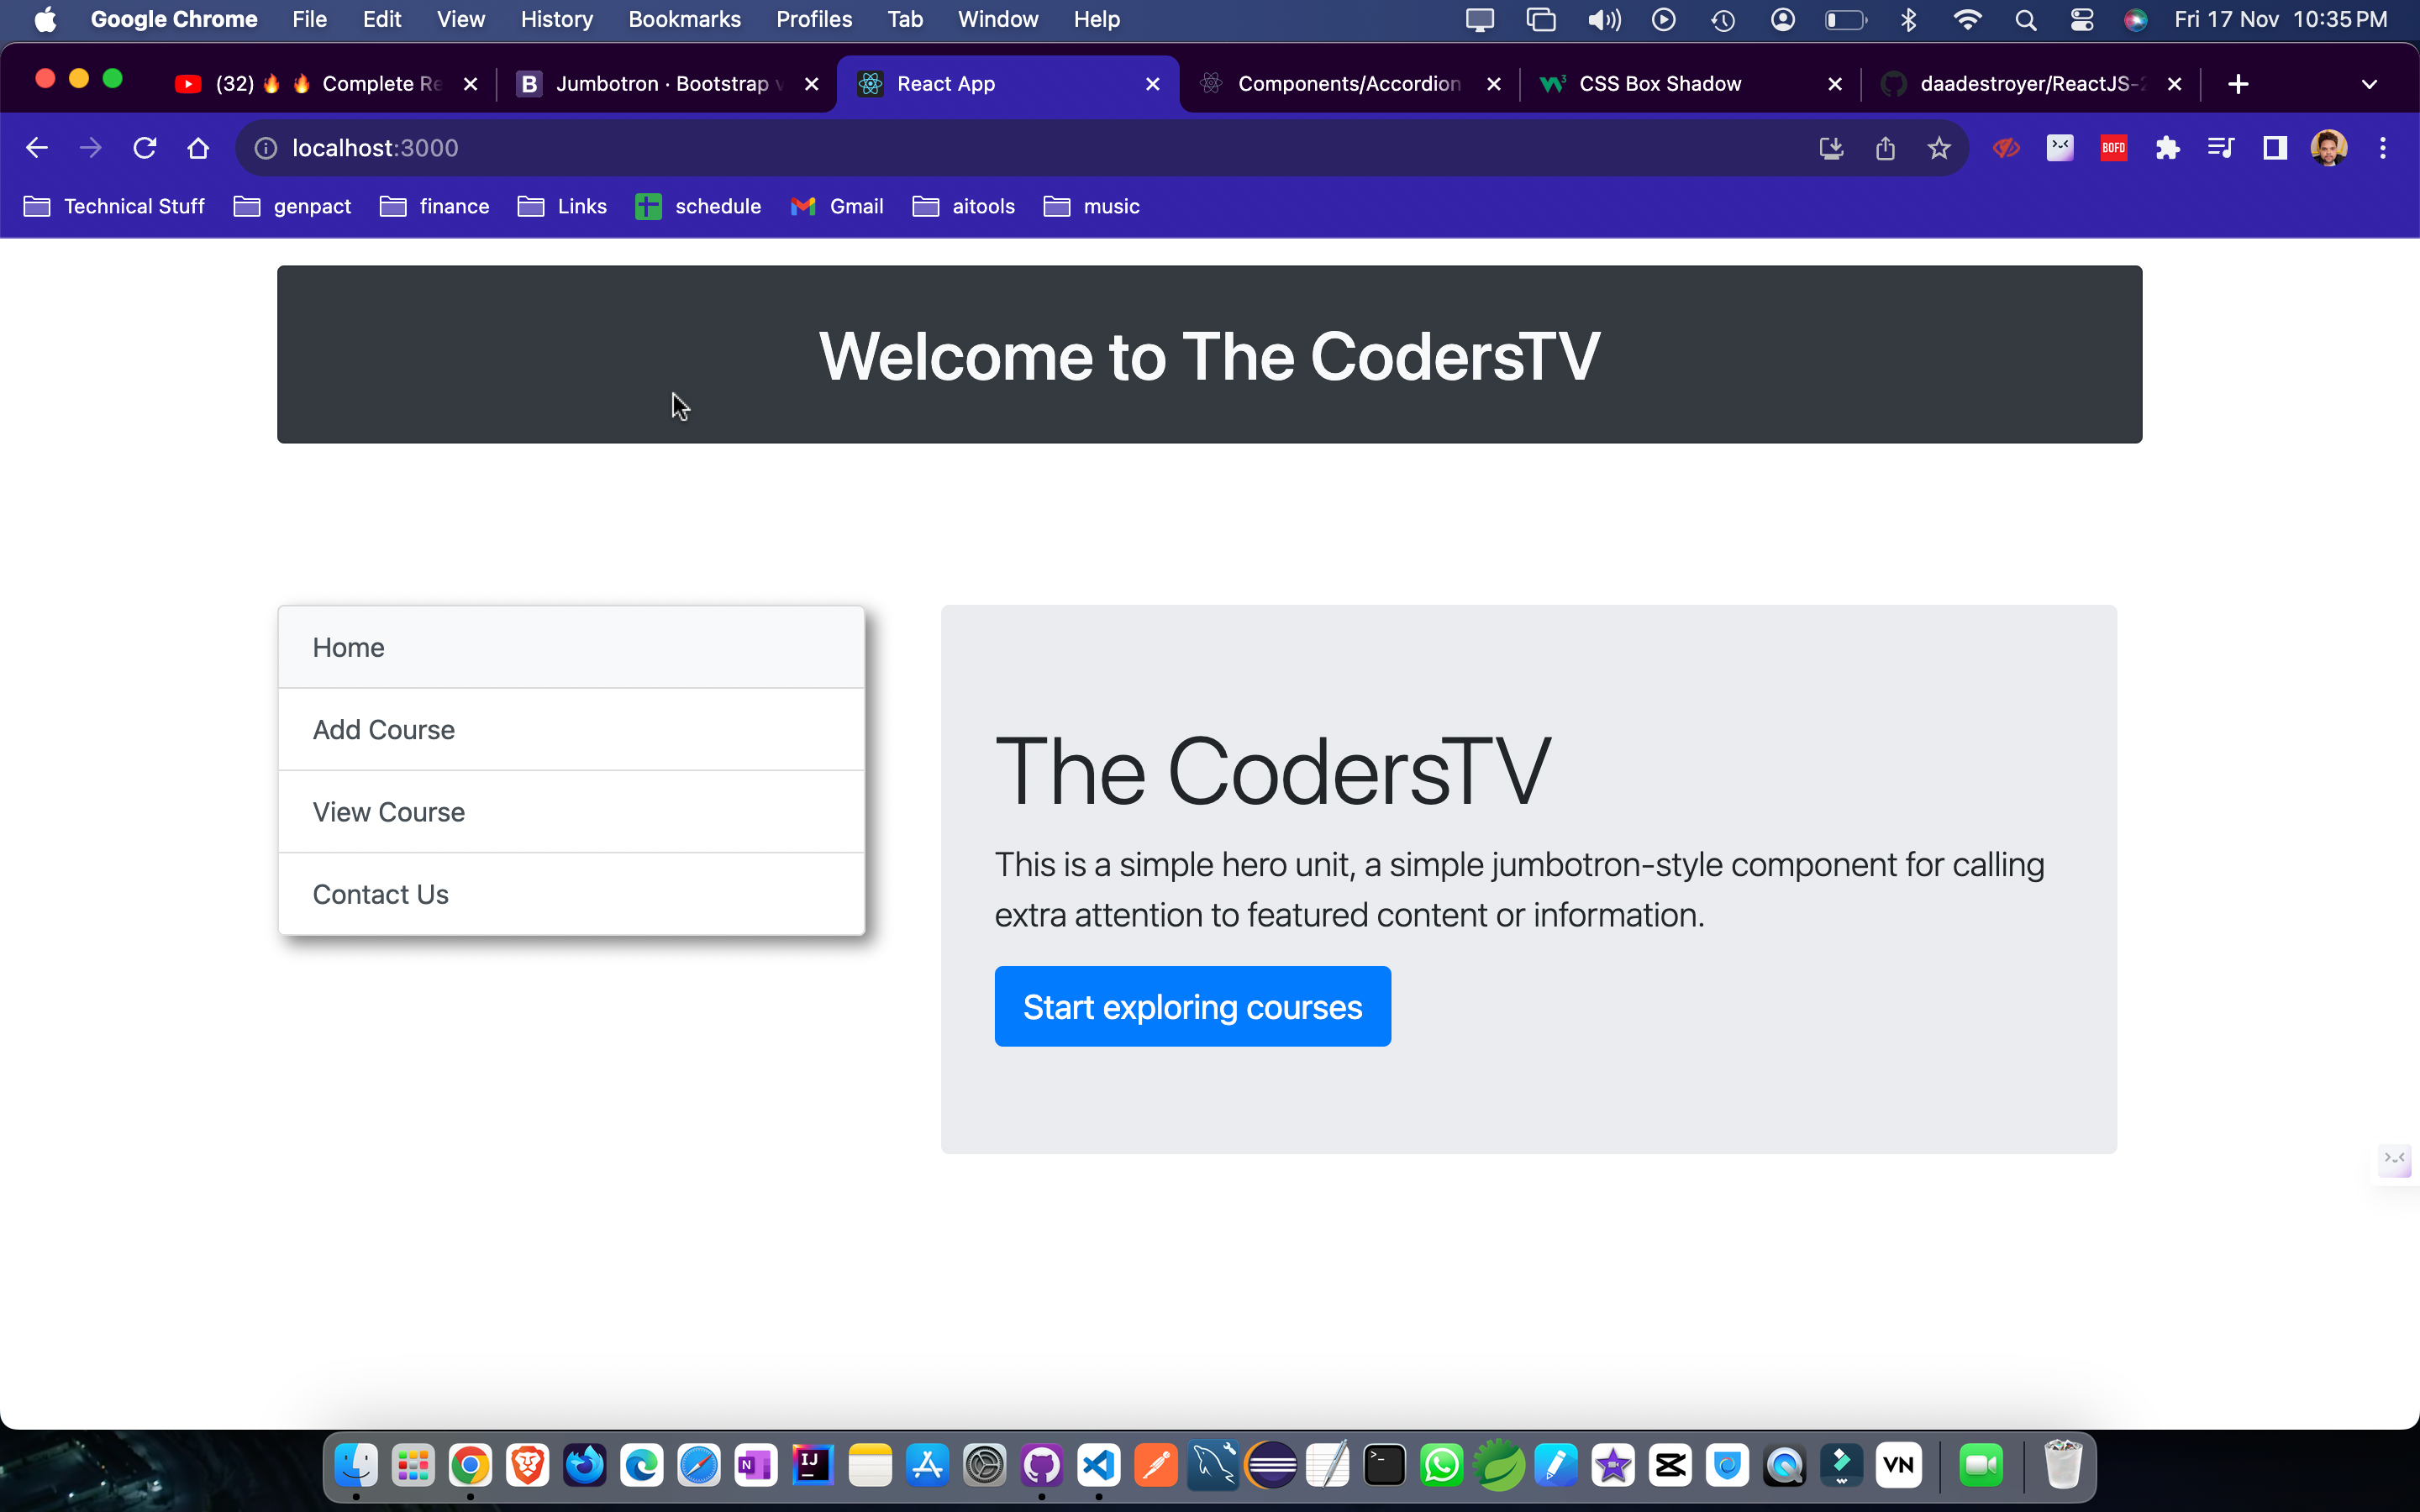 Google Chrome File Edit View History Bookmarks Profiles Tab Window Help Fri 17 Nov 10:35 PM
(32) 🔥 🔥 Complete Re Jumbotron · Bootstrap v React App Components/Accordion CSS Box Shadow daadestroyer/ReactJS-2
localhost:3000 BOFD
Technical Stuff genpact finance Links schedule Gmail aitools music
Welcome to The CodersTV
Home
Add Course
View Course
Contact Us
The CodersTV
This is a simple hero unit, a simple jumbotron-style component for calling
extra attention to featured content or information.
Start exploring courses
N IJ VN